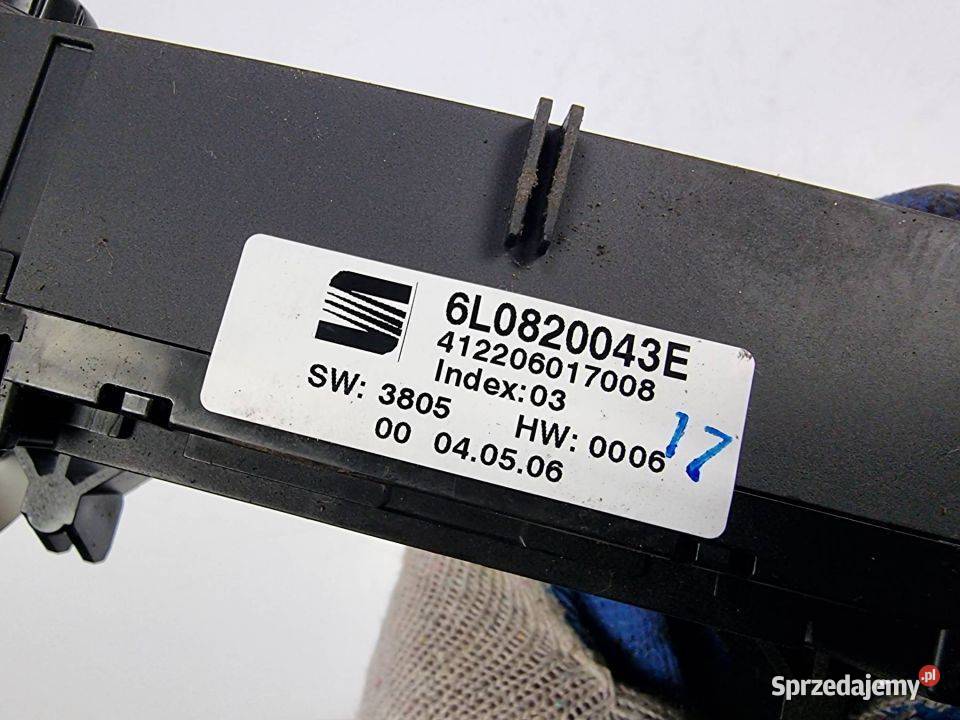 6L0820043E
412206017008
Index:03
SW: 3805 HW: 0006
00 04.05.06
17
Sprzedajemy.pl